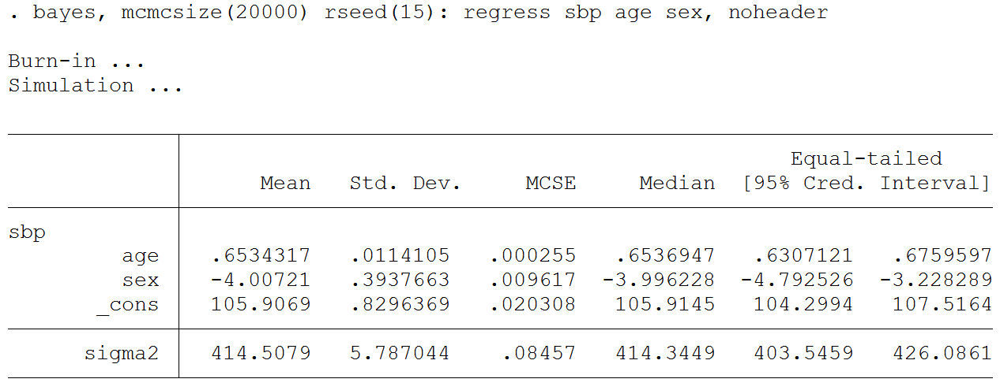 . bayes, mcmcsize(20000) rseed(15): regress sbp age sex, noheader
Burn-in ...
Simulation ...
Equal-tailed
Mean Std. Dev. MCSE Median [95% Cred. Interval]
sbp
age .6534317 .0114105 .000255 .6536947 .6307121 .6759597
sex -4.00721 .3937663 .009617 -3.996228 -4.792526 -3.228289
_cons 105.9069 .8296369 .020308 105.9145 104.2994 107.5164
sigma2 414.5079 5.787044 .08457 414.3449 403.5459 426.0861